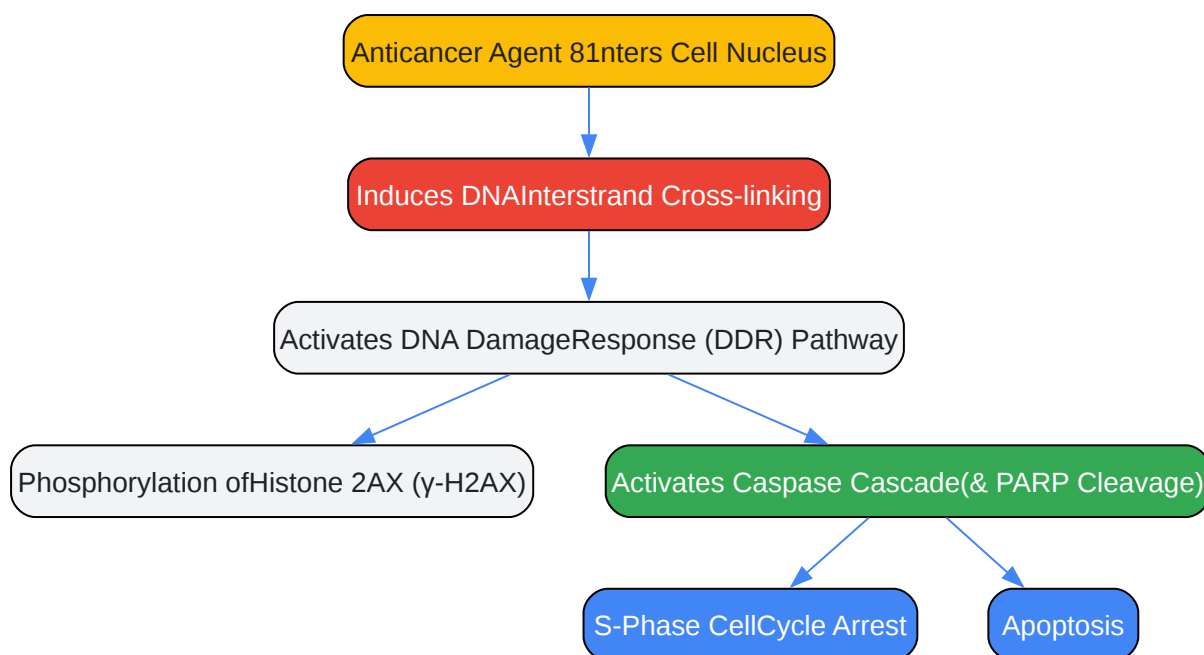 Anticancer Agent 81nters Cell Nucleus
Induces DNAInterstrand Cross-linking
Activates DNA DamageResponse (DDR) Pathway
Phosphorylation ofHistone 2AX (γ-H2AX)
Activates Caspase Cascade(& PARP Cleavage)
S-Phase CellCycle Arrest
Apoptosis